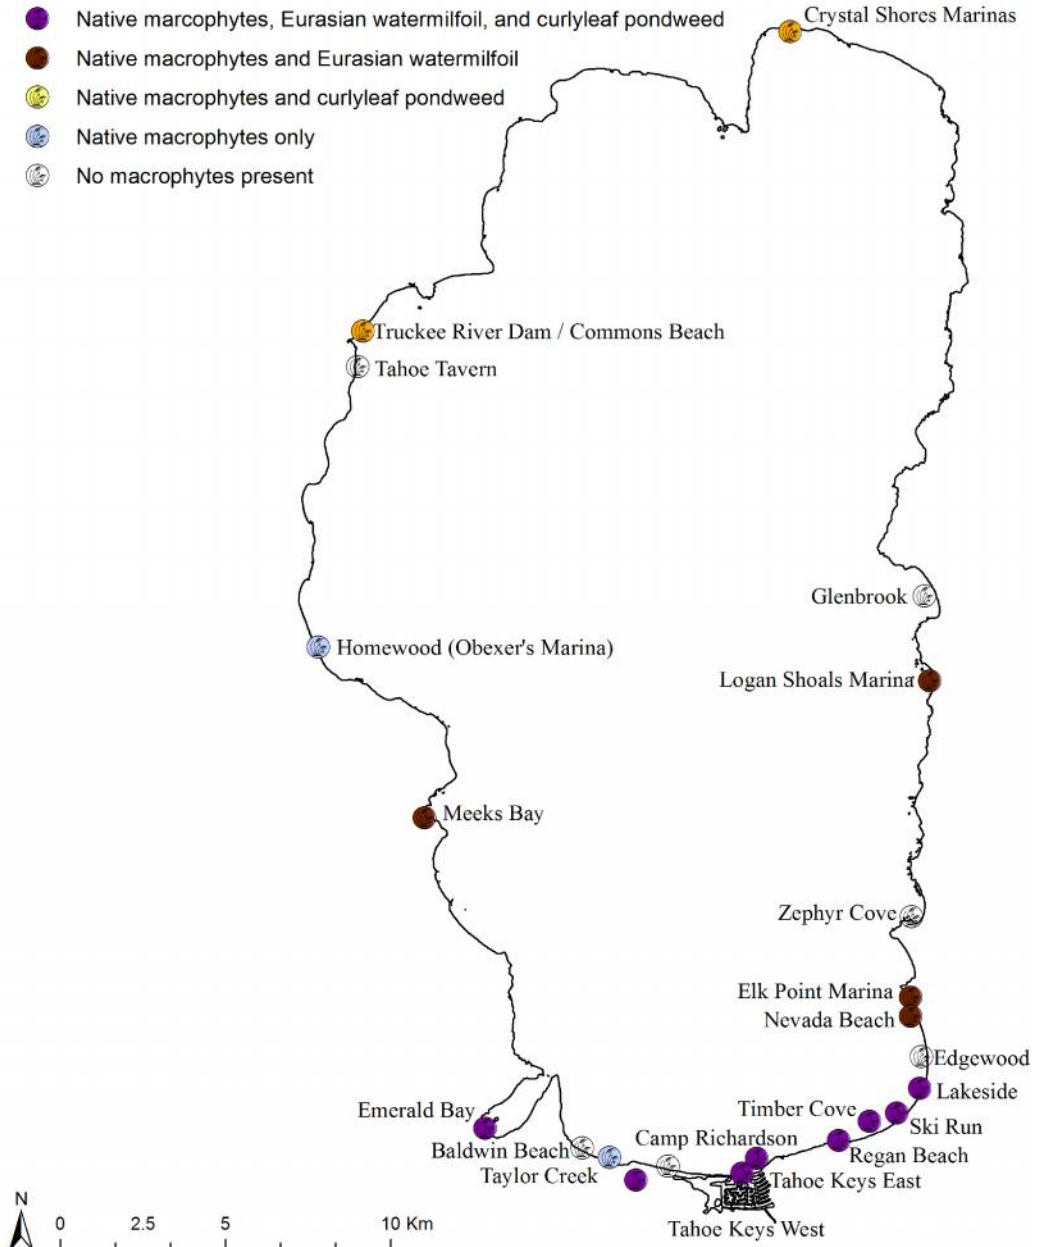 Native marcophytes, Eurasian watermilfoil, and curlyleaf pondweed
Native macrophytes and Eurasian watermilfoil
Native macrophytes and curlyleaf pondweed
Native macrophytes only
No macrophytes present
Crystal Shores Marinas
Truckee River Dam / Commons Beach
Tahoe Tavern
Glenbrook
Homewood (Obexer's Marina)
Logan Shoals Marina
Meeks Bay
Zephyr Cove
Elk Point Marina
Nevada Beach
Edgewood
Lakeside
Emerald Bay
Timber Cove
Ski Run
Camp Richardson
Baldwin Beach
Regan Beach
Taylor Creek
Tahoe Keys East
Tahoe Keys West
N
0 2.5 5 10 Km